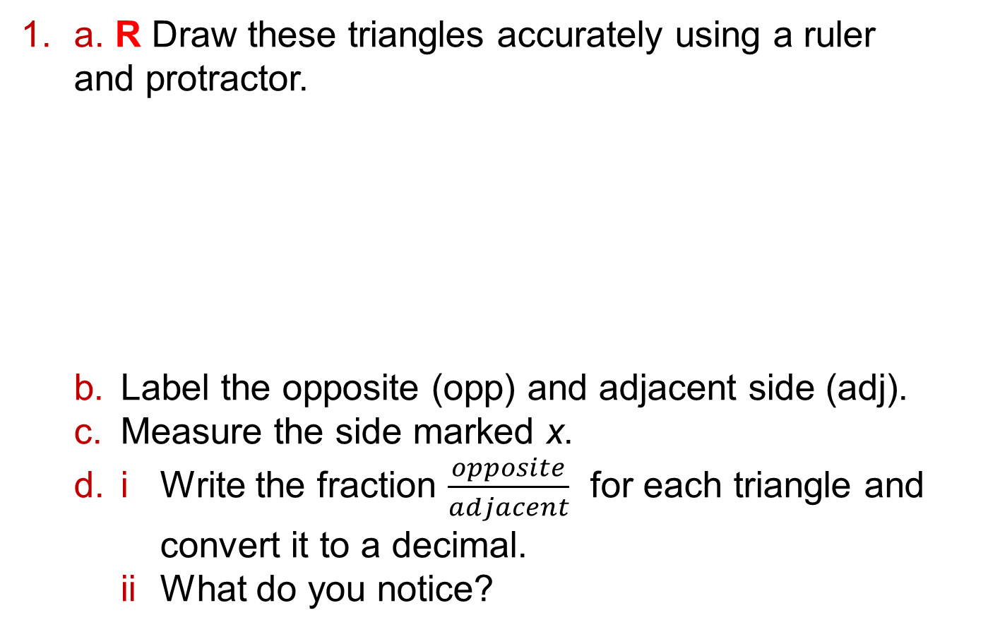 1. a. R Draw these triangles accurately using a ruler
and protractor.
b. Label the opposite (opp) and adjacent side (adj).
c. Measure the side marked x.
d. i Write the fraction opposite/adjacent for each triangle and
convert it to a decimal.
ii What do you notice?